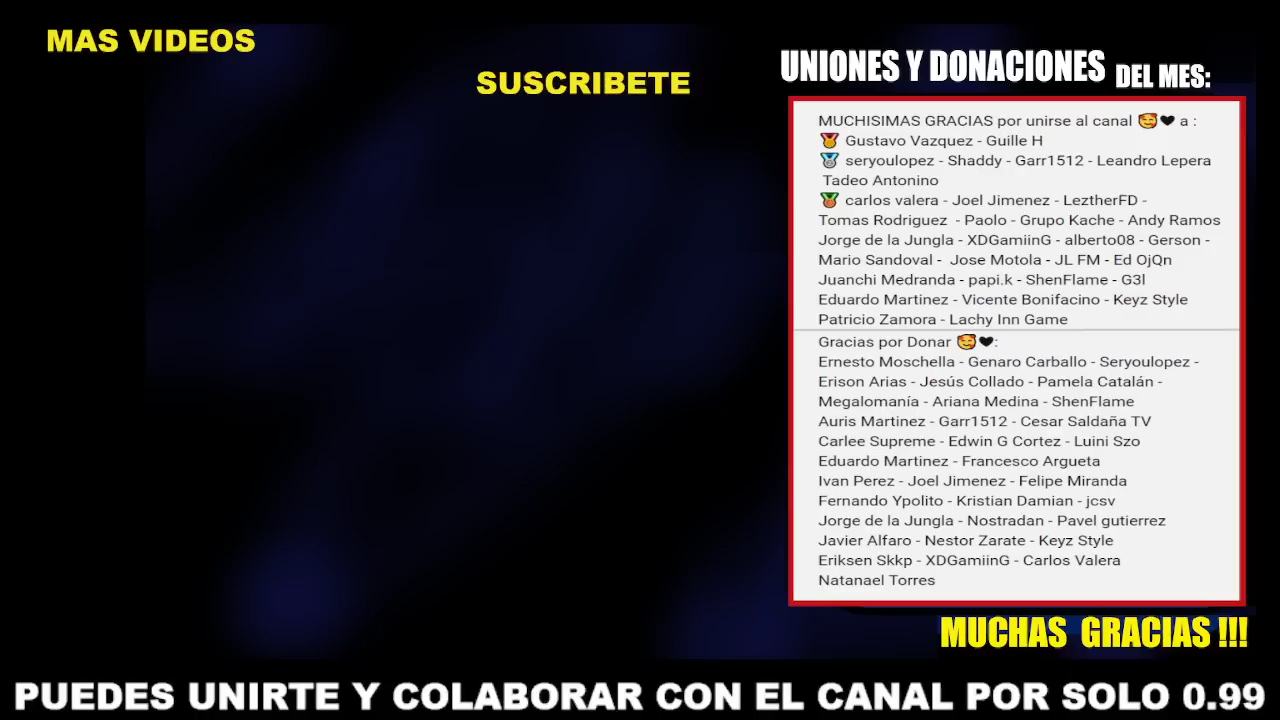 MAS VIDEOS
SUSCRIBETE
UNIONES Y DONACIONES DEL MES:
MUCHISIMAS GRACIAS por unirse al canal 🥰🖤 a :
🥇 Gustavo Vazquez - Guille H
🥈 seryoulopez - Shaddy - Garr1512 - Leandro Lepera
Tadeo Antonino
🥉 carlos valera - Joel Jimenez - LeztherFD -
Tomas Rodriguez - Paolo - Grupo Kache - Andy Ramos
Jorge de la Jungla - XDGamiinG - alberto08 - Gerson -
Mario Sandoval - Jose Motola - JL FM - Ed OjQn
Juanchi Medranda - papi.k - ShenFlame - G3l
Eduardo Martinez - Vicente Bonifacino - Keyz Style
Patricio Zamora - Lachy Inn Game
Gracias por Donar 🥰🖤:
Ernesto Moschella - Genaro Carballo - Seryoulopez -
Erison Arias - Jesús Collado - Pamela Catalán -
Megalomanía - Ariana Medina - ShenFlame
Auris Martinez - Garr1512 - Cesar Saldaña TV
Carlee Supreme - Edwin G Cortez - Luini Szo
Eduardo Martinez - Francesco Argueta
Ivan Perez - Joel Jimenez - Felipe Miranda
Fernando Ypolito - Kristian Damian - jcsv
Jorge de la Jungla - Nostradan - Pavel gutierrez
Javier Alfaro - Nestor Zarate - Keyz Style
Eriksen Skkp - XDGamiinG - Carlos Valera
Natanael Torres
MUCHAS GRACIAS !!!
PUEDES UNIRTE Y COLABORAR CON EL CANAL POR SOLO 0.99